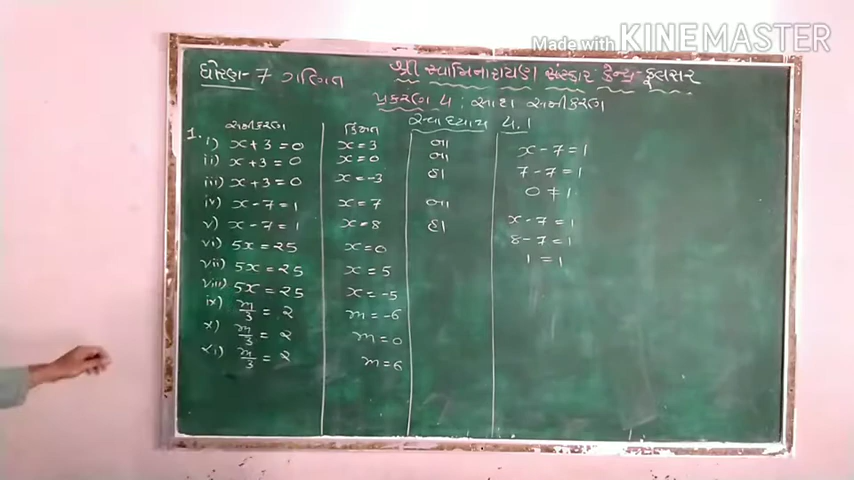 Made with KINEMASTER
ધોરણ-7 ગણિત શ્રી સ્વામિનારાયણ સંસ્કાર કેન્દ્ર-ફૂલસર
પ્રકરણ 4 : સાદા સમીકરણ
સ્વાધ્યાય 4.1
1. સમીકરણ કિંમત
i) x + 3 = 0 x = 3 ના x - 7 = 1
ii) x + 3 = 0 x = 0 ના 7 - 7 = 1
iii) x + 3 = 0 x = -3 હા 0 ≠ 1
iv) x - 7 = 1 x = 7 ના x - 7 = 1
v) x - 7 = 1 x = 8 હા 8 - 7 = 1
vi) 5x = 25 x = 0 1 = 1
vii) 5x = 25 x = 5
viii) 5x = 25 x = -5
ix) m/3 = 2 m = -6
x) m/3 = 2 m = 0
xi) m/3 = 2 m = 6